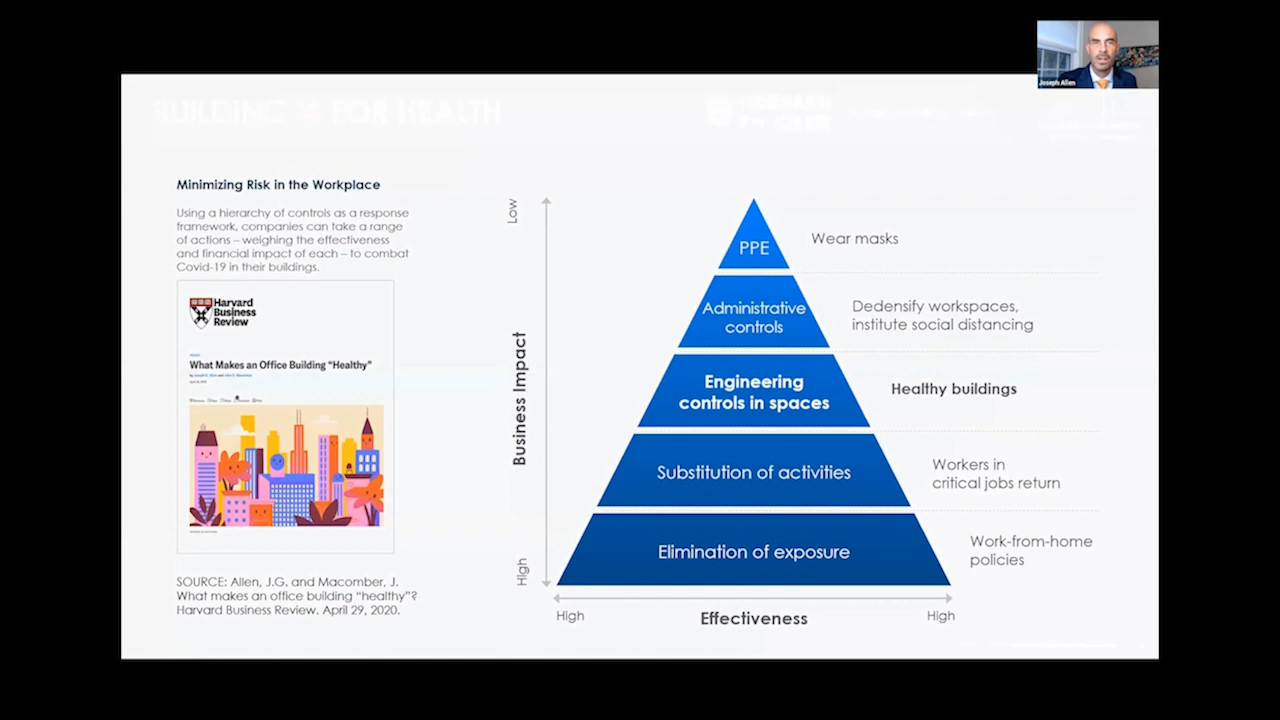 Joseph Allen
BUILDING FOR HEALTH
Minimizing Risk in the Workplace
Using a hierarchy of controls as a response
framework, companies can take a range
of actions – weighing the effectiveness
and financial impact of each – to combat
Covid-19 in their buildings.
Harvard
Business
Review
What Makes an Office Building “Healthy”
April 29, 2020
SOURCE: Allen, J.G. and Macomber, J.
What makes an office building “healthy”?
Harvard Business Review. April 29, 2020.
Low
Business Impact
High
PPE
Wear masks
Administrative
controls
Dedensify workspaces,
institute social distancing
Engineering
controls in spaces
Healthy buildings
Substitution of activities
Workers in
critical jobs return
Elimination of exposure
Work-from-home
policies
High
Effectiveness
High